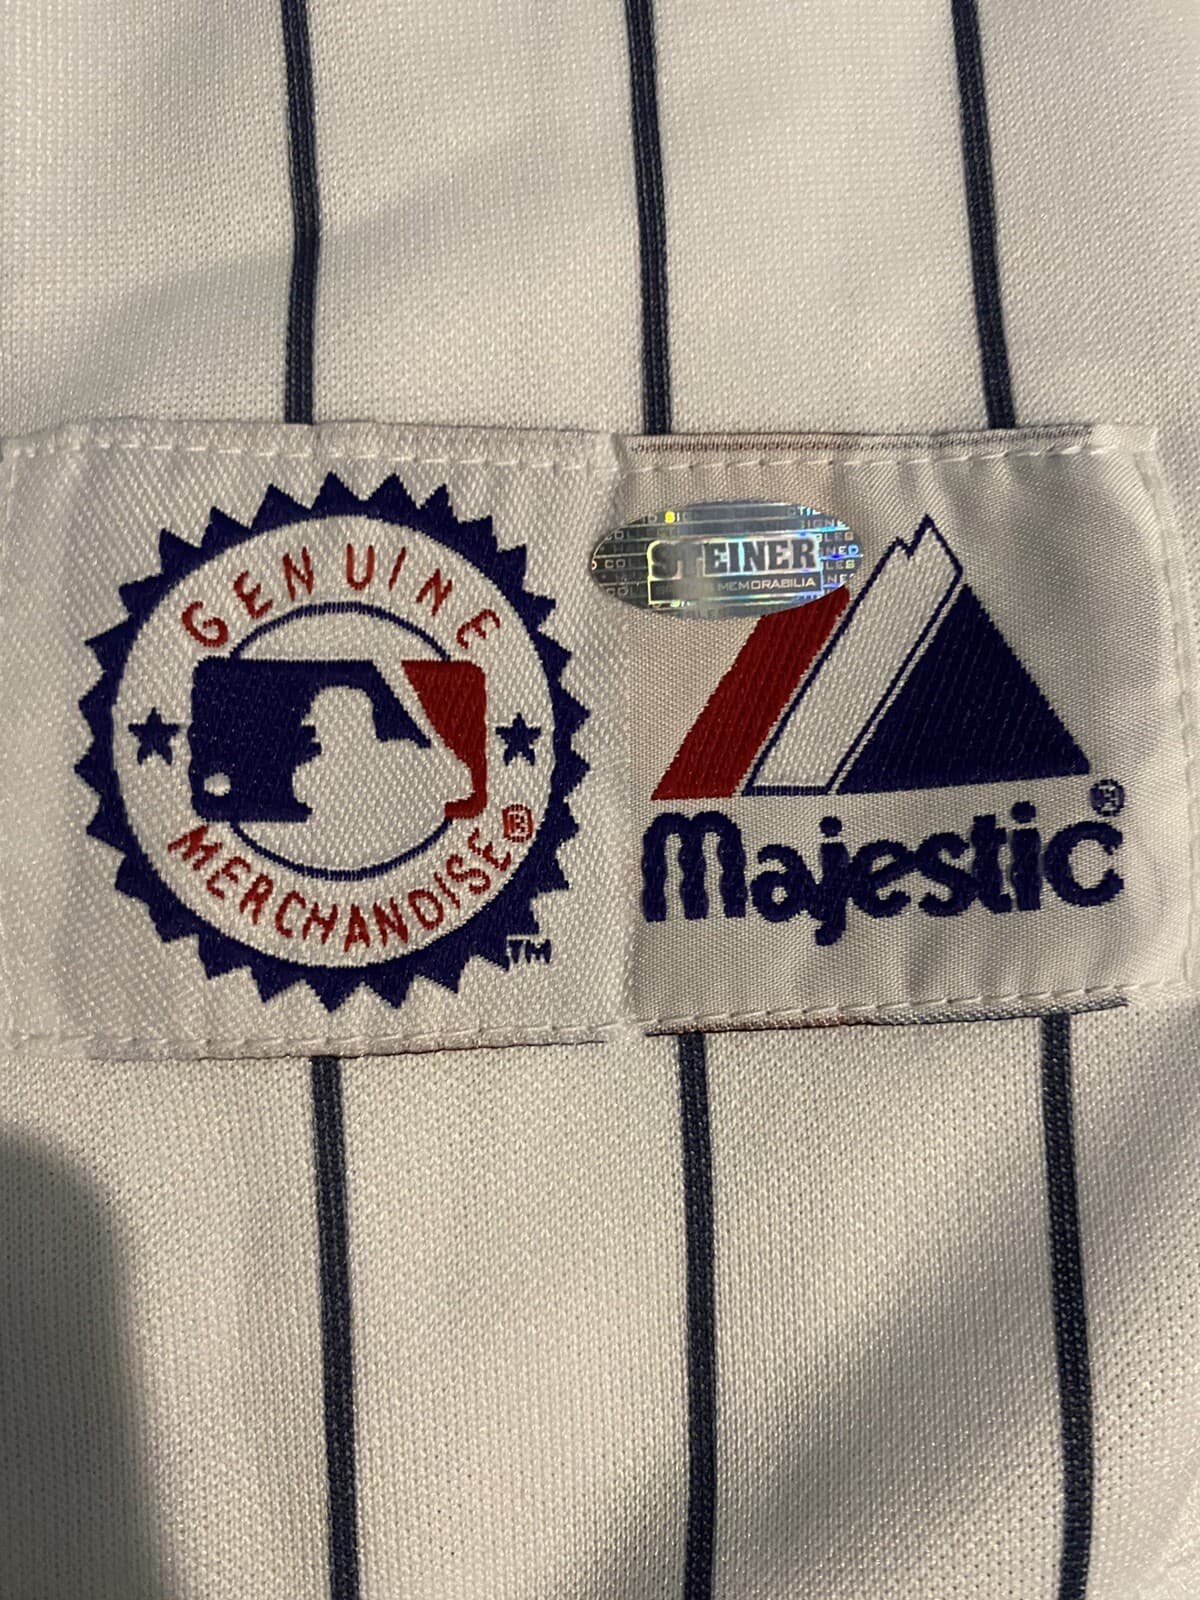 GENUINE
MERCHANDISE®
TM
STEINER
MEMORABILIA
Majestic®